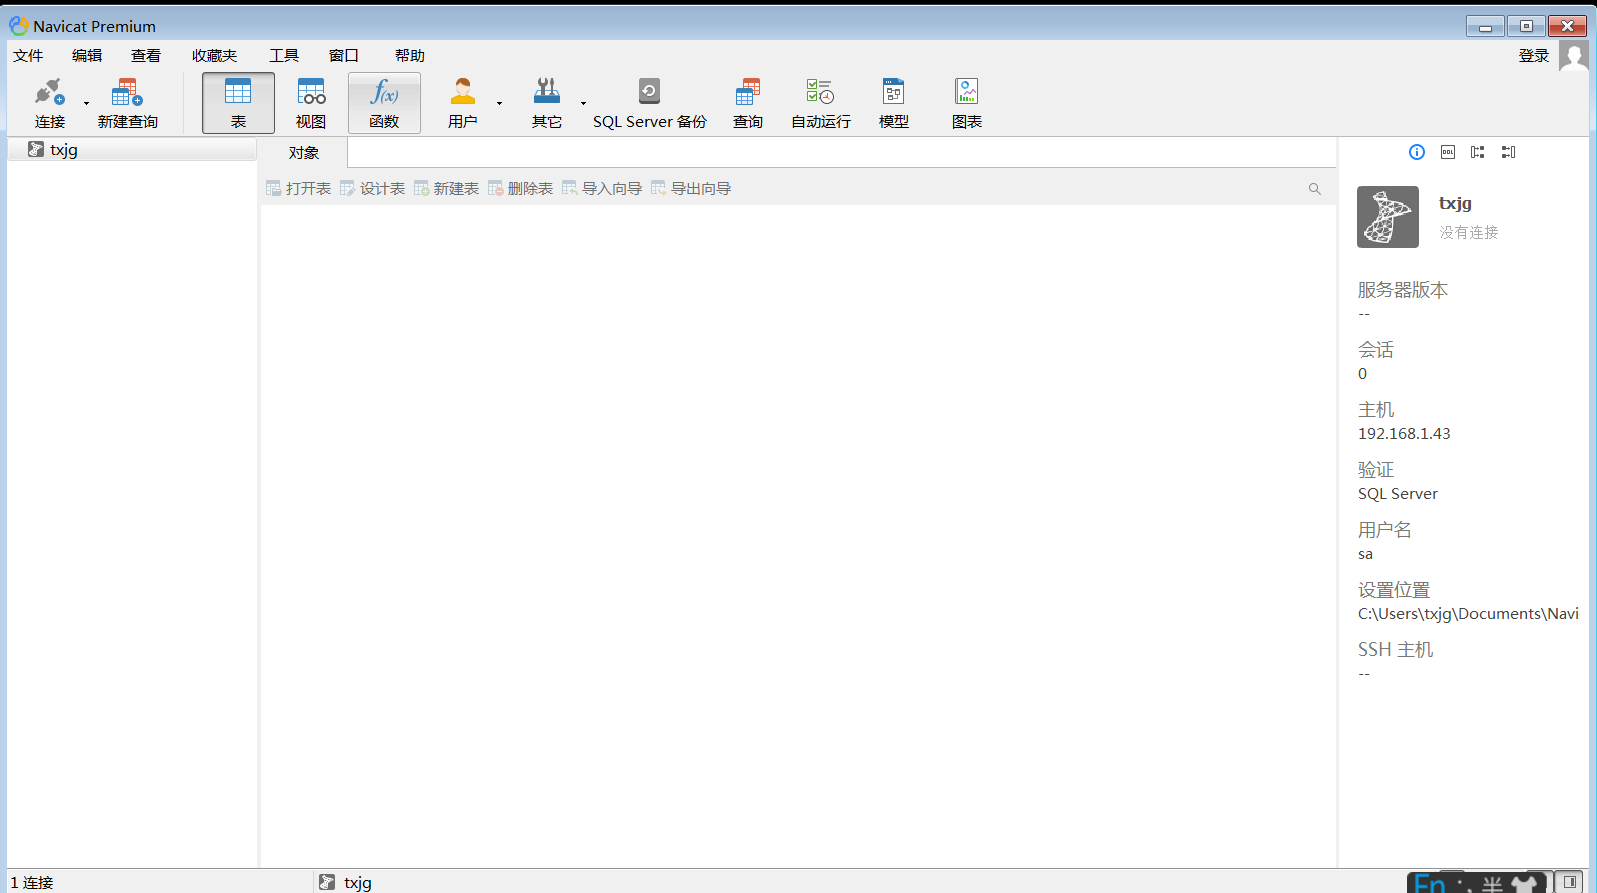 Navicat Premium
文件 编辑 查看 收藏夹 工具 窗口 帮助 登录
连接 新建查询 表 视图 函数 用户 其它 SQL Server 备份 查询 自动运行 模型 图表
txjg
对象
打开表 设计表 新建表 删除表 导入向导 导出向导
txjg
没有连接
服务器版本
--
会话
0
主机
192.168.1.43
验证
SQL Server
用户名
sa
设置位置
C:\Users\txjg\Documents\Navi
SSH 主机
--
1 连接 txjg
En 半